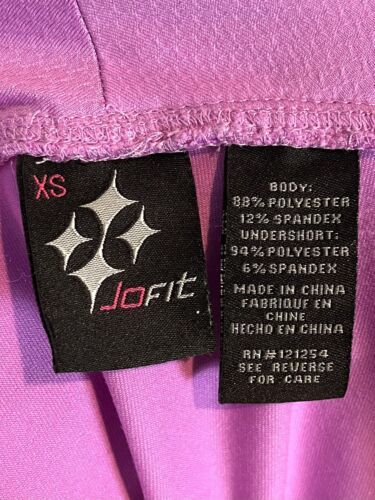 XS
JOFIT
BODY:
88% POLYESTER
12% SPANDEX
UNDERSHORT:
94% POLYESTER
6% SPANDEX
MADE IN CHINA
FABRIQUE EN
CHINE
HECHO EN CHINA
RN#121254
SEE REVERSE
FOR CARE